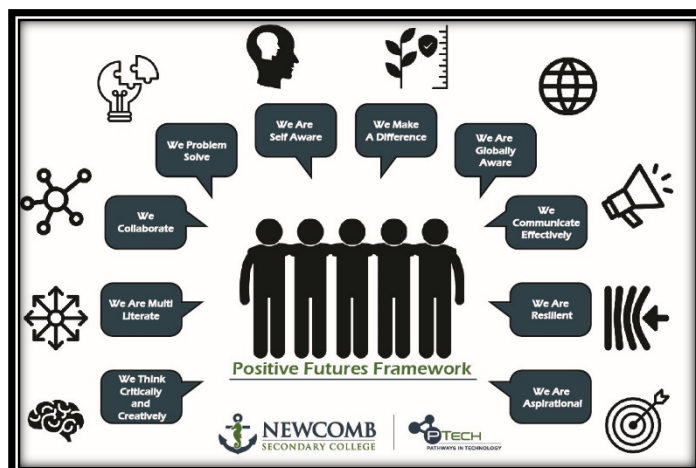 We Are
Self Aware
We Make
A Difference
We Problem
Solve
We Are
Globally
Aware
We
Collaborate
We
Communicate
Effectively
We Are Multi
Literate
We Are
Resilient
We Think
Critically
and
Creatively
We Are
Aspirational
Positive Futures Framework
NEWCOMB
SECONDARY COLLEGE
PTECH
PATHWAYS IN TECHNOLOGY